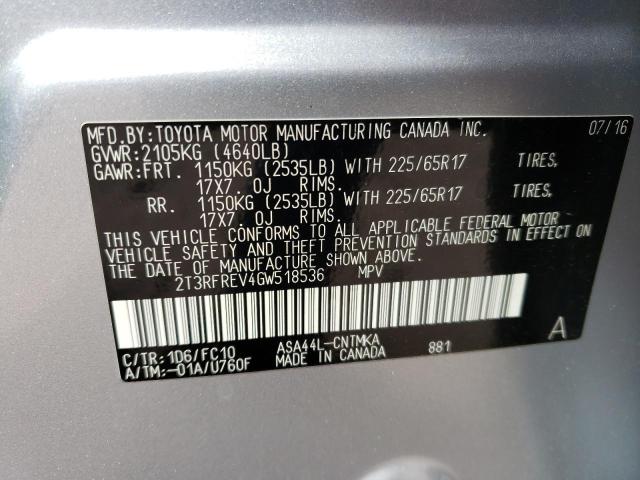 MFD.BY:TOYOTA MOTOR MANUFACTURING CANADA INC. 07/16
GVWR:2105KG (4640LB)
GAWR:FRT. 1150KG (2535LB) WITH 225/65R17 TIRES,
17X7.0J RIMS.
RR. 1150KG (2535LB) WITH 225/65R17 TIRES,
17X7.0J RIMS.
THIS VEHICLE CONFORMS TO ALL APPLICABLE FEDERAL MOTOR
VEHICLE SAFETY AND THEFT PREVENTION STANDARDS IN EFFECT ON
THE DATE OF MANUFACTURE SHOWN ABOVE.
2T3RFREV4GW518536 MPV
C/TR:1D6/FC10 ASA44L-CNTMKA 881 A
A/TM:-01A/U760F MADE IN CANADA